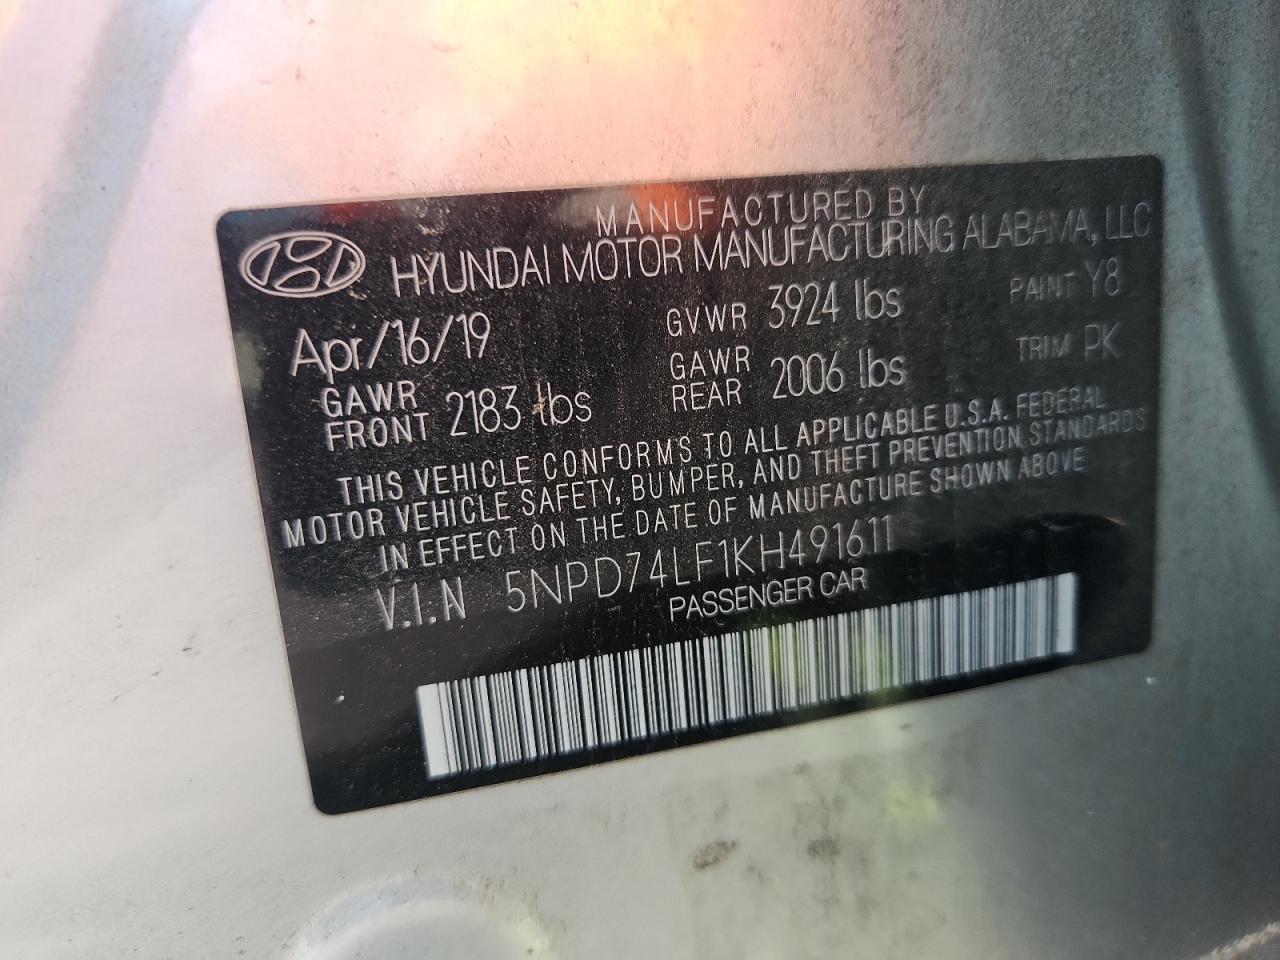 MANUFACTURED BY
HYUNDAI MOTOR MANUFACTURING ALABAMA, LLC
Apr/16/19 GVWR 3924 lbs PAINT Y8
GAWR FRONT 2183 lbs GAWR REAR 2006 lbs TRIM PK
THIS VEHICLE CONFORMS TO ALL APPLICABLE U.S.A. FEDERAL
MOTOR VEHICLE SAFETY, BUMPER, AND THEFT PREVENTION STANDARDS
IN EFFECT ON THE DATE OF MANUFACTURE SHOWN ABOVE
V.I.N 5NPD74LF1KH491611
PASSENGER CAR